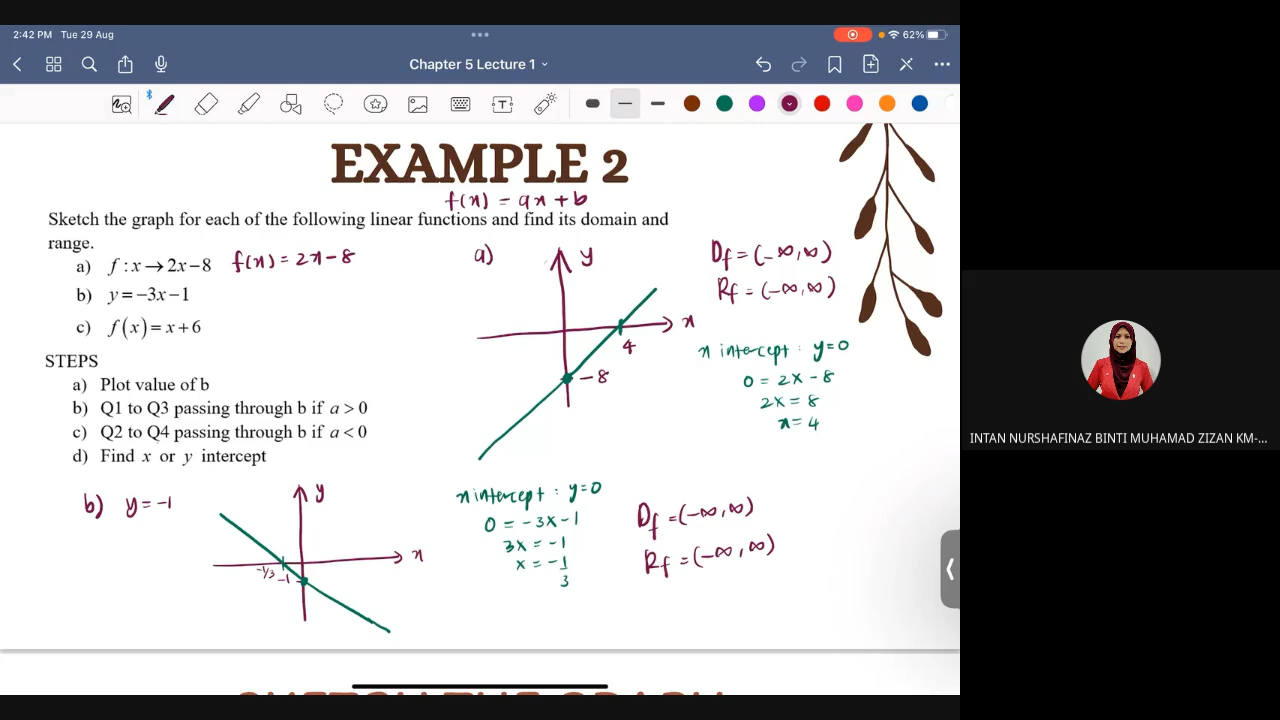 2:42 PM Tue 29 Aug
62%
Chapter 5 Lecture 1
EXAMPLE 2
f(x) = ax + b
Sketch the graph for each of the following linear functions and find its domain and
range.
a) f : x → 2x − 8 f(x) = 2x − 8
b) y = −3x − 1
c) f(x) = x + 6
STEPS
a) Plot value of b
b) Q1 to Q3 passing through b if a > 0
c) Q2 to Q4 passing through b if a < 0
d) Find x or y intercept
a)
y
x
4
−8
Df = (−∞, ∞)
Rf = (−∞, ∞)
x intercept : y = 0
0 = 2x − 8
2x = 8
x = 4
b) y = −1
y
x
−1/3
−1
x intercept : y = 0
0 = −3x − 1
3x = −1
x = −1
3
Df = (−∞, ∞)
Rf = (−∞, ∞)
INTAN NURSHAFINAZ BINTI MUHAMAD ZIZAN KM-...